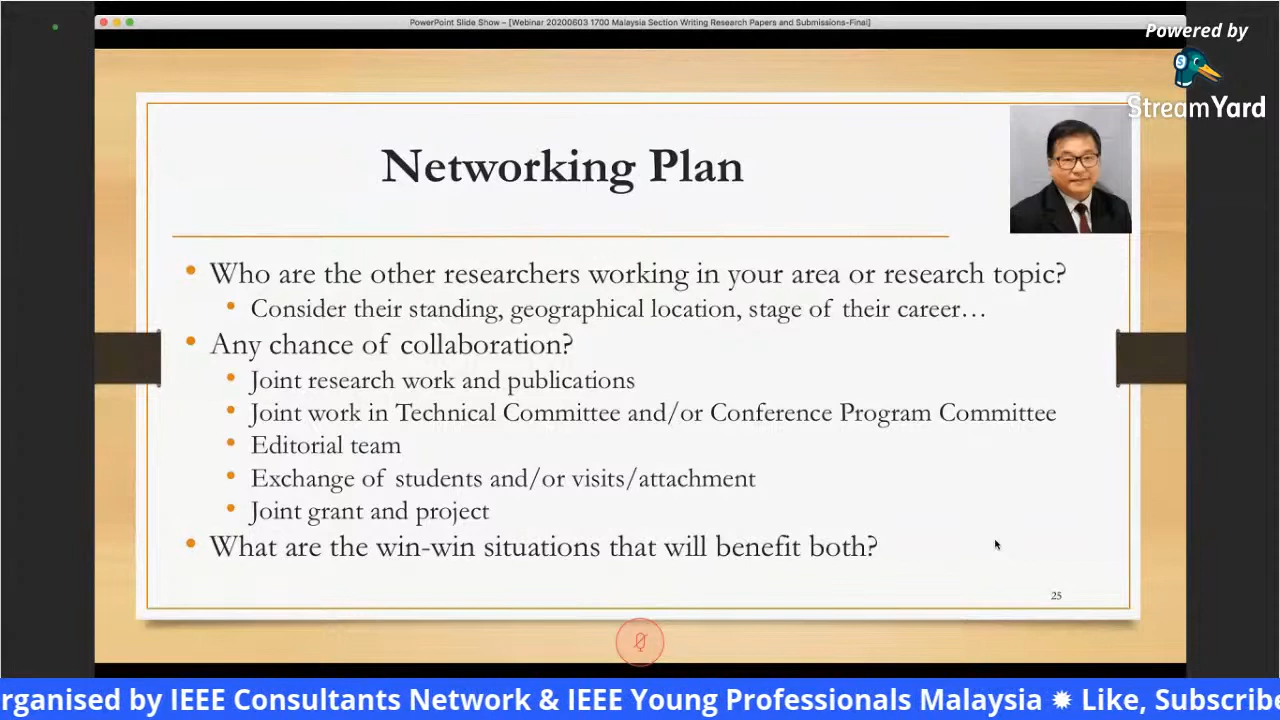 PowerPoint Slide Show – [Webinar 20200603 1700 Malaysia Section Writing Research Papers and Submissions-Final]
Powered by
StreamYard
Networking Plan
• Who are the other researchers working in your area or research topic?
• Consider their standing, geographical location, stage of their career…
• Any chance of collaboration?
• Joint research work and publications
• Joint work in Technical Committee and/or Conference Program Committee
• Editorial team
• Exchange of students and/or visits/attachment
• Joint grant and project
• What are the win-win situations that will benefit both?
25
rganised by IEEE Consultants Network & IEEE Young Professionals Malaysia ✹ Like, Subscribe